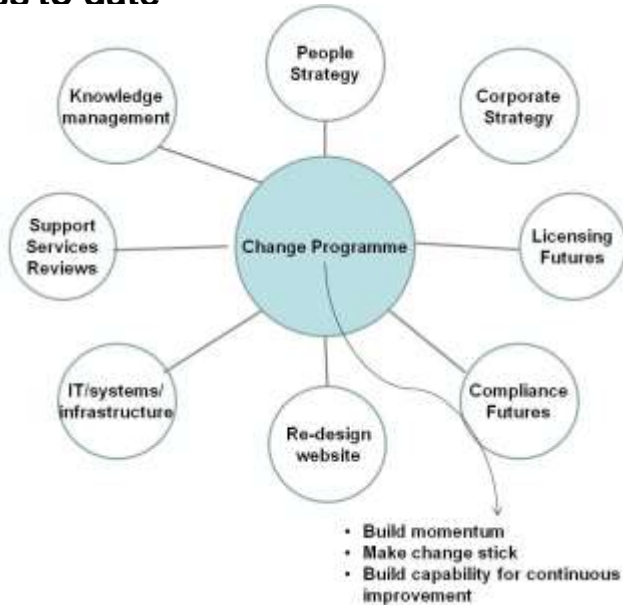 to date
People
Strategy
Knowledge
management
Corporate
Strategy
Support
Services
Reviews
Change Programme
Licensing
Futures
IT/systems/
infrastructure
Re-design
website
Compliance
Futures
• Build momentum
• Make change stick
• Build capability for continuous
improvement